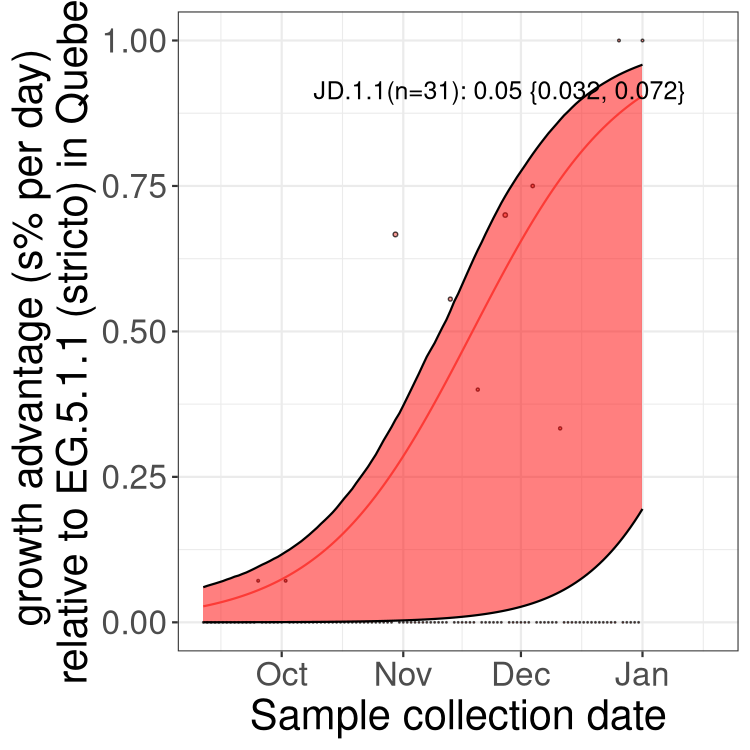 growth advantage (s% per day)
relative to EG.5.1.1 (stricto) in Quebe
1.00
0.75
0.50
0.25
0.00
JD.1.1(n=31): 0.05 {0.032, 0.072}
Oct Nov Dec Jan
Sample collection date